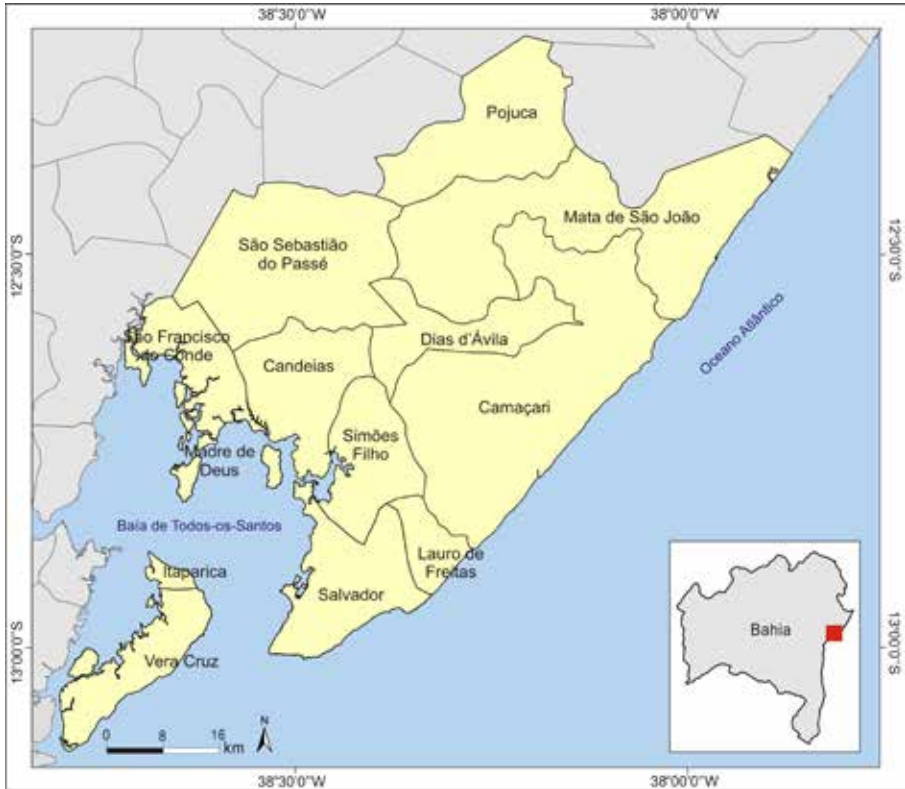 38°30'0"W
38°00'0"W
Pojuca
Mata de São João
São Sebastião
do Passé
12°30'0"S
12°30'0"S
São Francisco
do Conde
Dias d'Ávila
Oceano Atlântico
Candeias
Camaçari
Simões
Filho
Madre de
Deus
Baía de Todos-os-Santos
Itaparica
Lauro de
Freitas
Salvador
Bahia
Vera Cruz
13°00'0"S
13°00'0"S
N
0 8 16
km
38°30'0"W
38°00'0"W